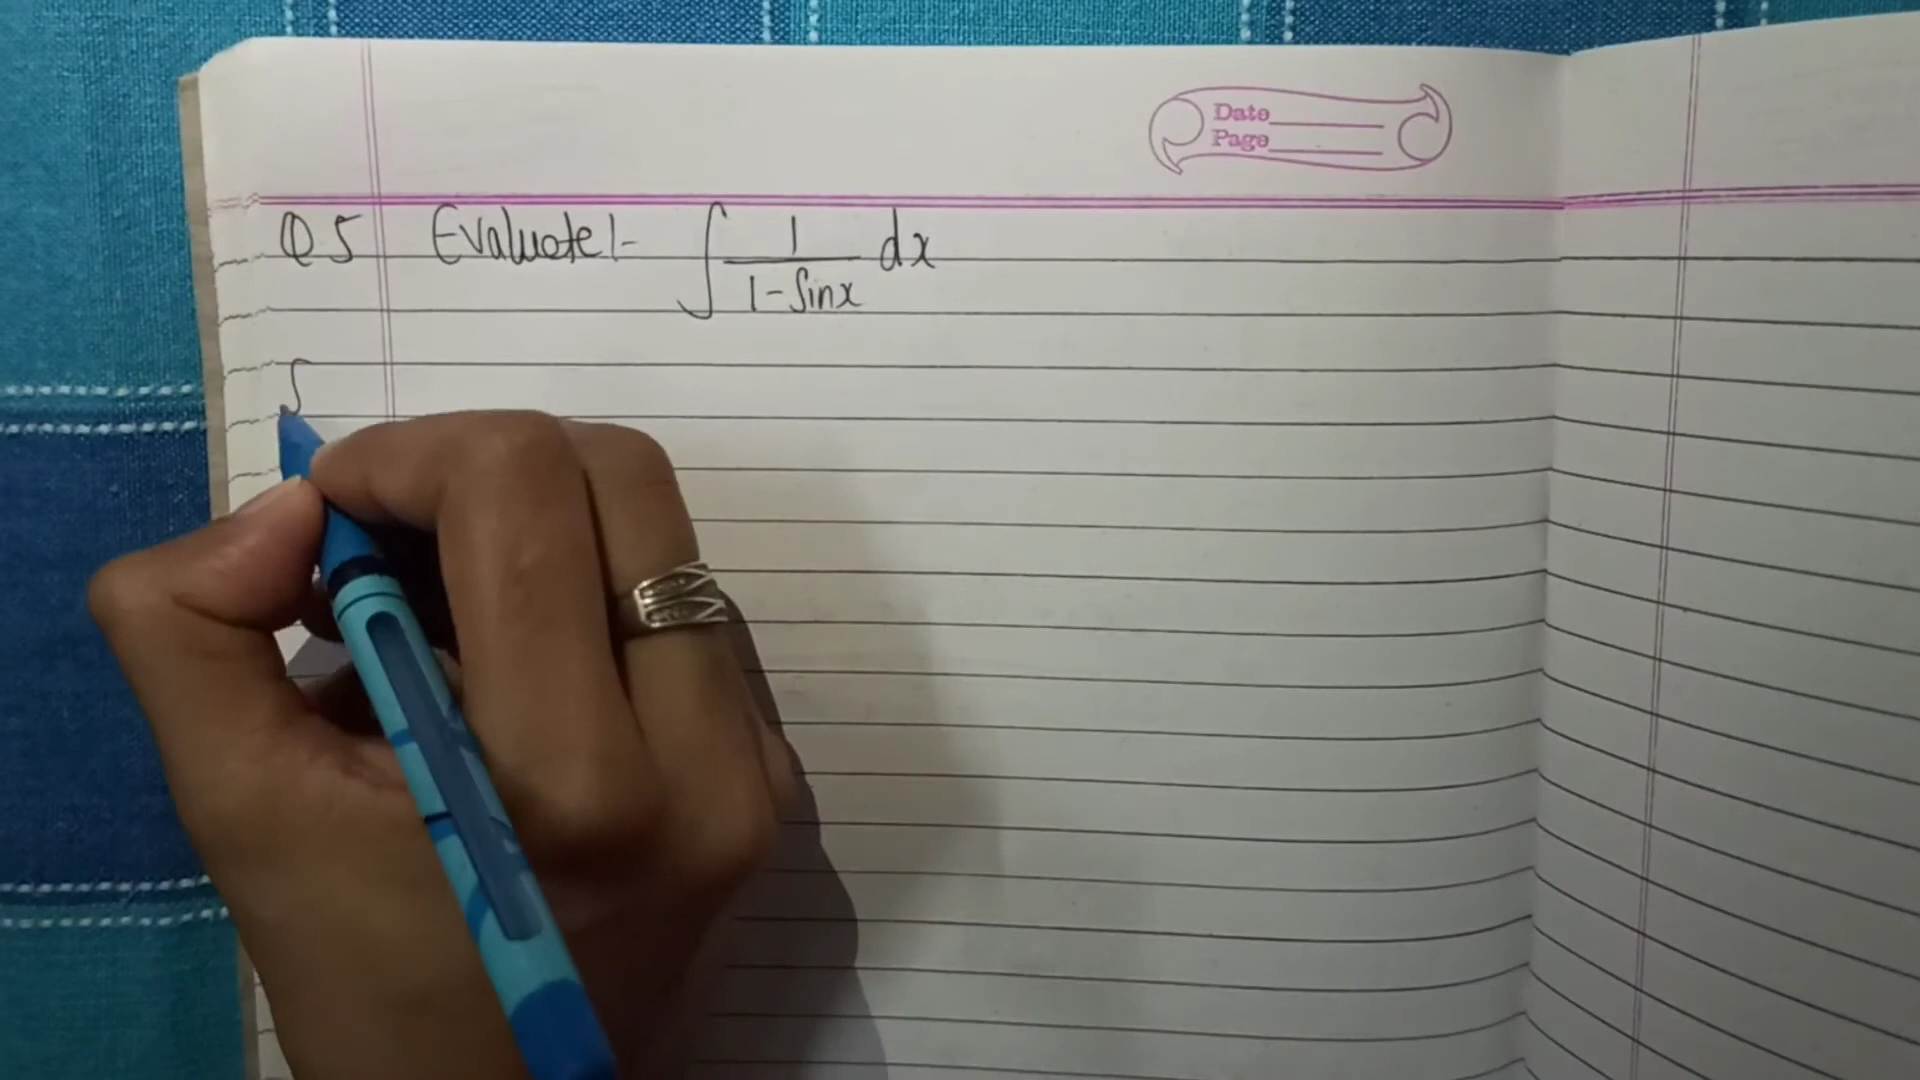 Date
Page
Q5 Evaluate:- ∫ 1/(1-sinx) dx
∫